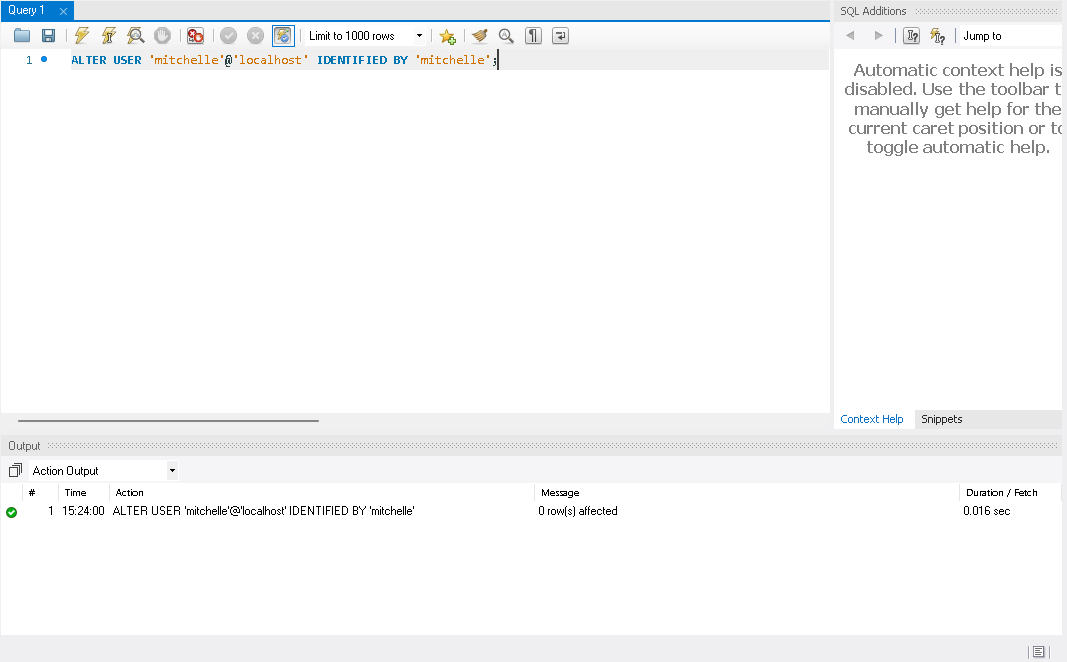 Query 1
SQL Additions
Limit to 1000 rows
Jump to
1 ALTER USER 'mitchelle'@'localhost' IDENTIFIED BY 'mitchelle';
Automatic context help is
disabled. Use the toolbar t
manually get help for the
current caret position or to
toggle automatic help.
Context Help Snippets
Output
Action Output
# Time Action Message Duration / Fetch
1 15:24:00 ALTER USER 'mitchelle'@'localhost' IDENTIFIED BY 'mitchelle' 0 row(s) affected 0.016 sec